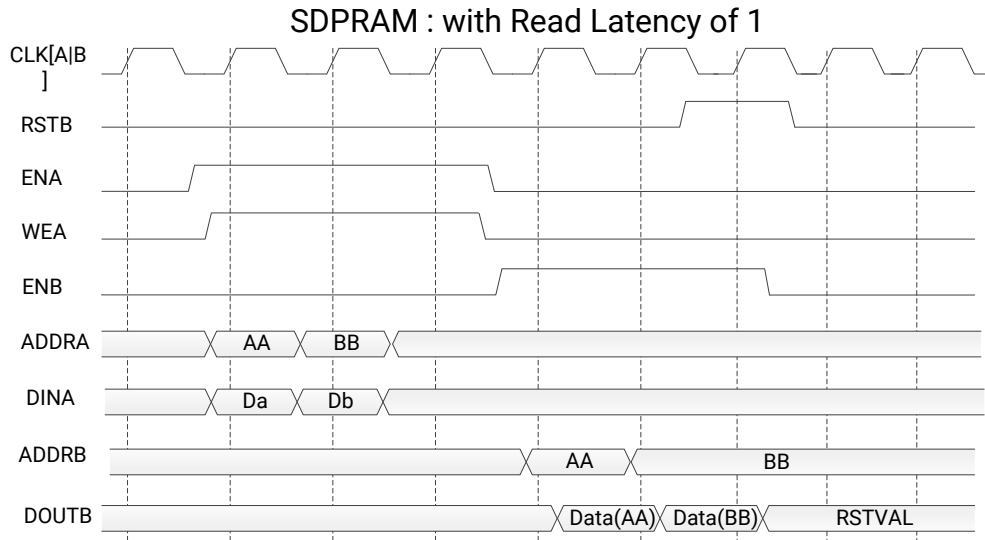 SDPRAM : with Read Latency of 1
CLK[A|B
]
RSTB
ENA
WEA
ENB
ADDRA AA BB
DINA Da Db
ADDRB AA BB
DOUTB Data(AA) Data(BB) RSTVAL